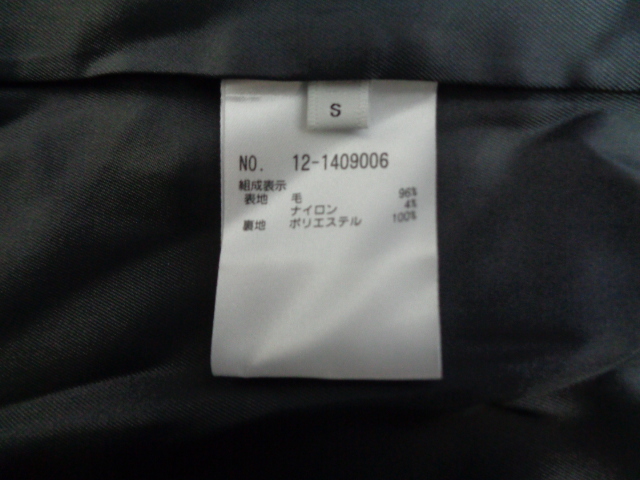 S
NO. 12-1409006
組成表示
表地 毛 96%
ナイロン 4%
裏地 ポリエステル 100%